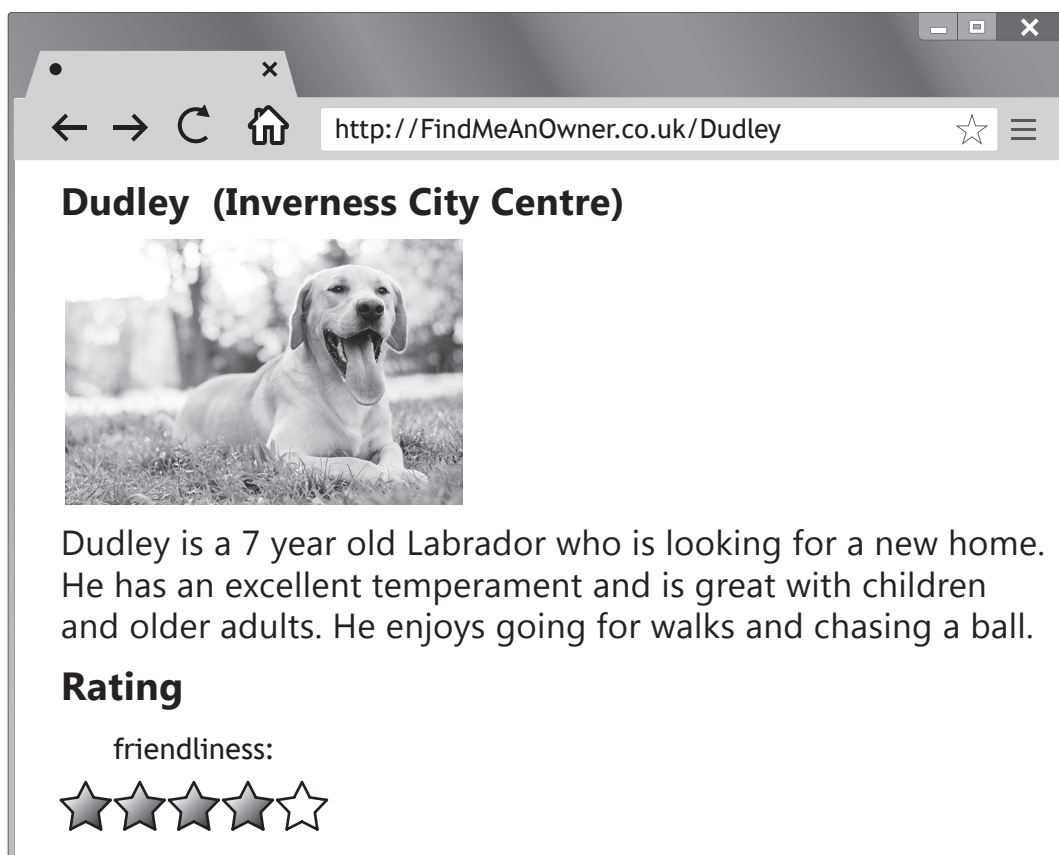 http://FindMeAnOwner.co.uk/Dudley
Dudley (Inverness City Centre)
Dudley is a 7 year old Labrador who is looking for a new home.
He has an excellent temperament and is great with children
and older adults. He enjoys going for walks and chasing a ball.
Rating
friendliness: